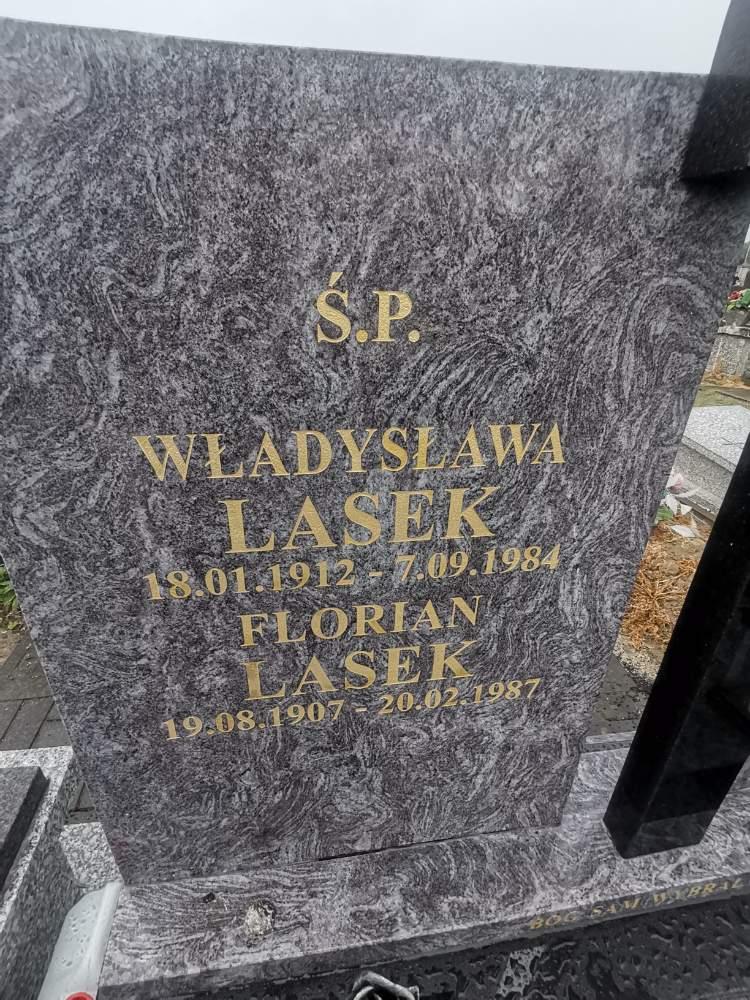 Ś.P.
WŁADYSŁAWA
LASEK
18.01.1912 - 7.09.1984
FLORIAN
LASEK
19.08.1907 - 20.02.1987
BÓG SAM WYBRAŁ